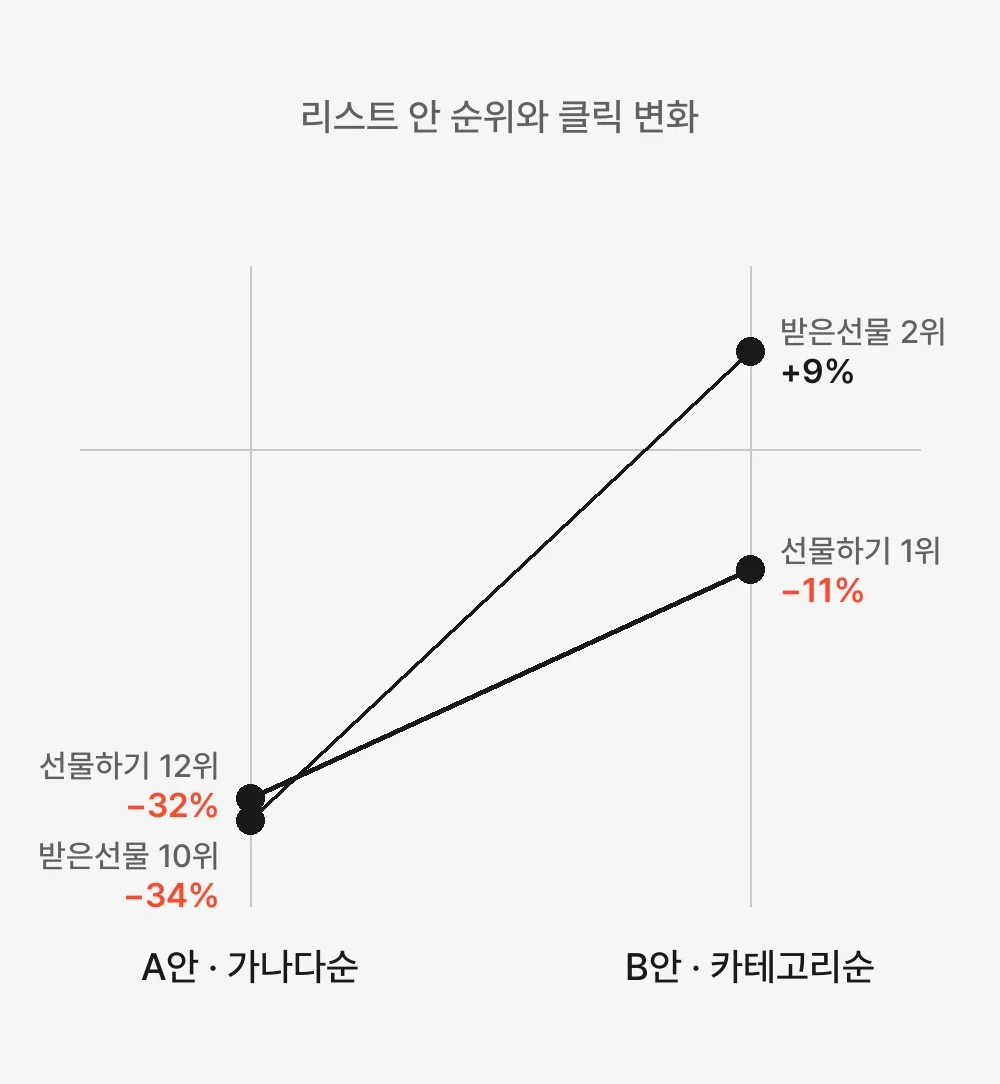 리스트 안 순위와 클릭 변화
받은선물 2위
+9%
선물하기 1위
−11%
선물하기 12위
−32%
받은선물 10위
−34%
A안 · 가나다순
B안 · 카테고리순